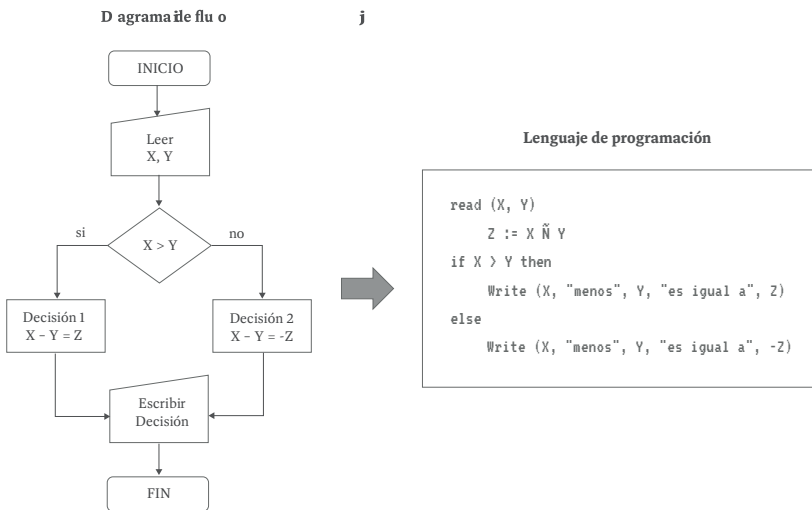 D agrama de flu o
j
INICIO
Leer
X, Y
X > Y
si
no
Decisión 1
X – Y = Z
Decisión 2
X – Y = -Z
Escribir
Decisión
FIN
Lenguaje de programación
read (X, Y)
Z := X Ñ Y
if X > Y then
Write (X, "menos", Y, "es igual a", Z)
else
Write (X, "menos", Y, "es igual a", -Z)